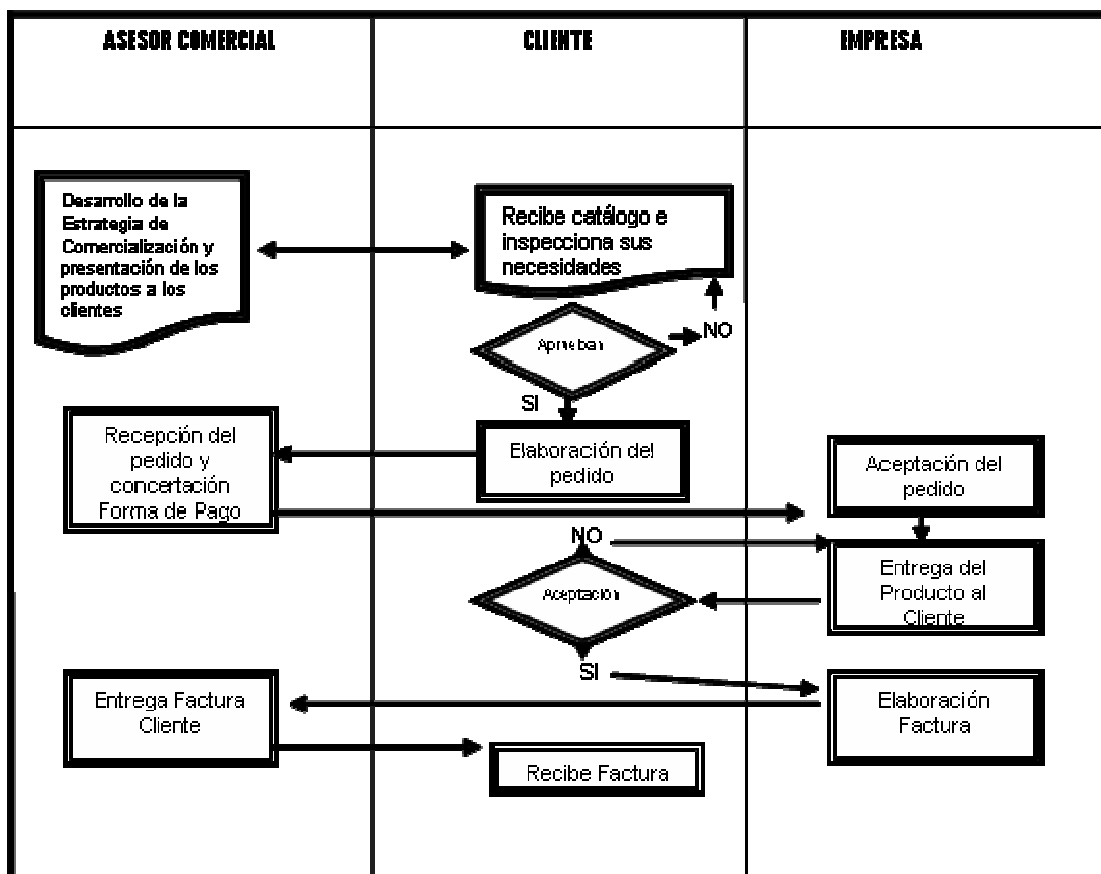 ASESOR COMERCIAL
CLIENTE
EMPRESA
Desarrollo de la
Estrategia de
Comercialización y
presentación de los
productos a los
clientes
Recibe catálogo e
inspecciona sus
necesidades
Aprueban
NO
SI
Recepción del
pedido y
concertación
Forma de Pago
Elaboración del
pedido
Aceptación del
pedido
NO
Aceptación
Entrega del
Producto al
Cliente
SI
Entrega Factura
Cliente
Elaboración
Factura
Recibe Factura